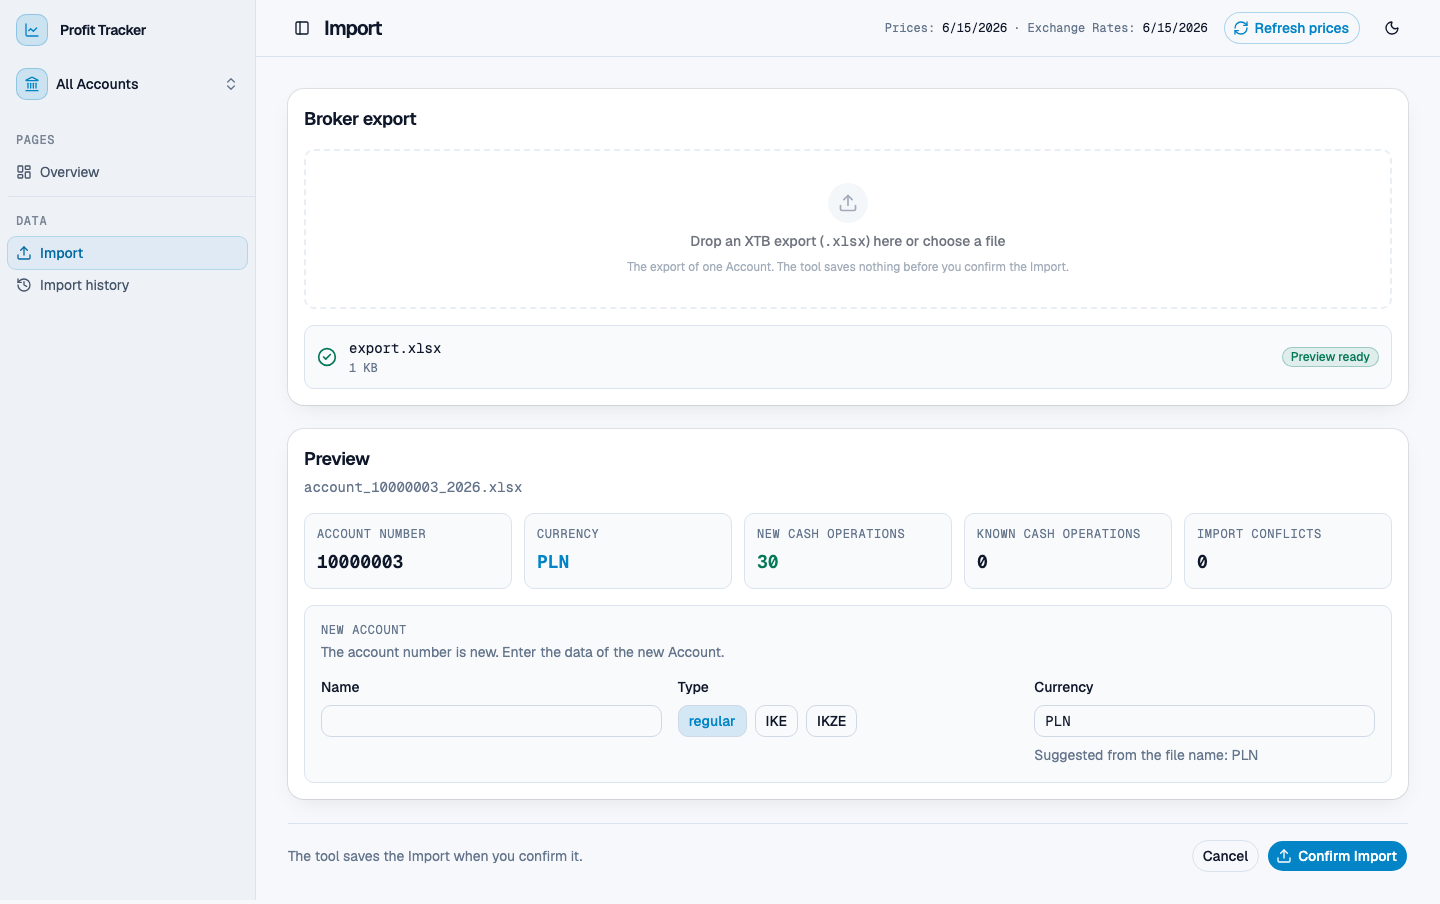 Profit Tracker
Import
Prices: 6/15/2026 · Exchange Rates: 6/15/2026
Refresh prices
All Accounts
PAGES
Overview
DATA
Import
Import history
Broker export
Drop an XTB export (.xlsx) here or choose a file
The export of one Account. The tool saves nothing before you confirm the Import.
export.xlsx
1 KB
Preview ready
Preview
account_10000003_2026.xlsx
ACCOUNT NUMBER
10000003
CURRENCY
PLN
NEW CASH OPERATIONS
30
KNOWN CASH OPERATIONS
0
IMPORT CONFLICTS
0
NEW ACCOUNT
The account number is new. Enter the data of the new Account.
Name
Type
regular
IKE
IKZE
Currency
PLN
Suggested from the file name: PLN
The tool saves the Import when you confirm it.
Cancel
Confirm Import